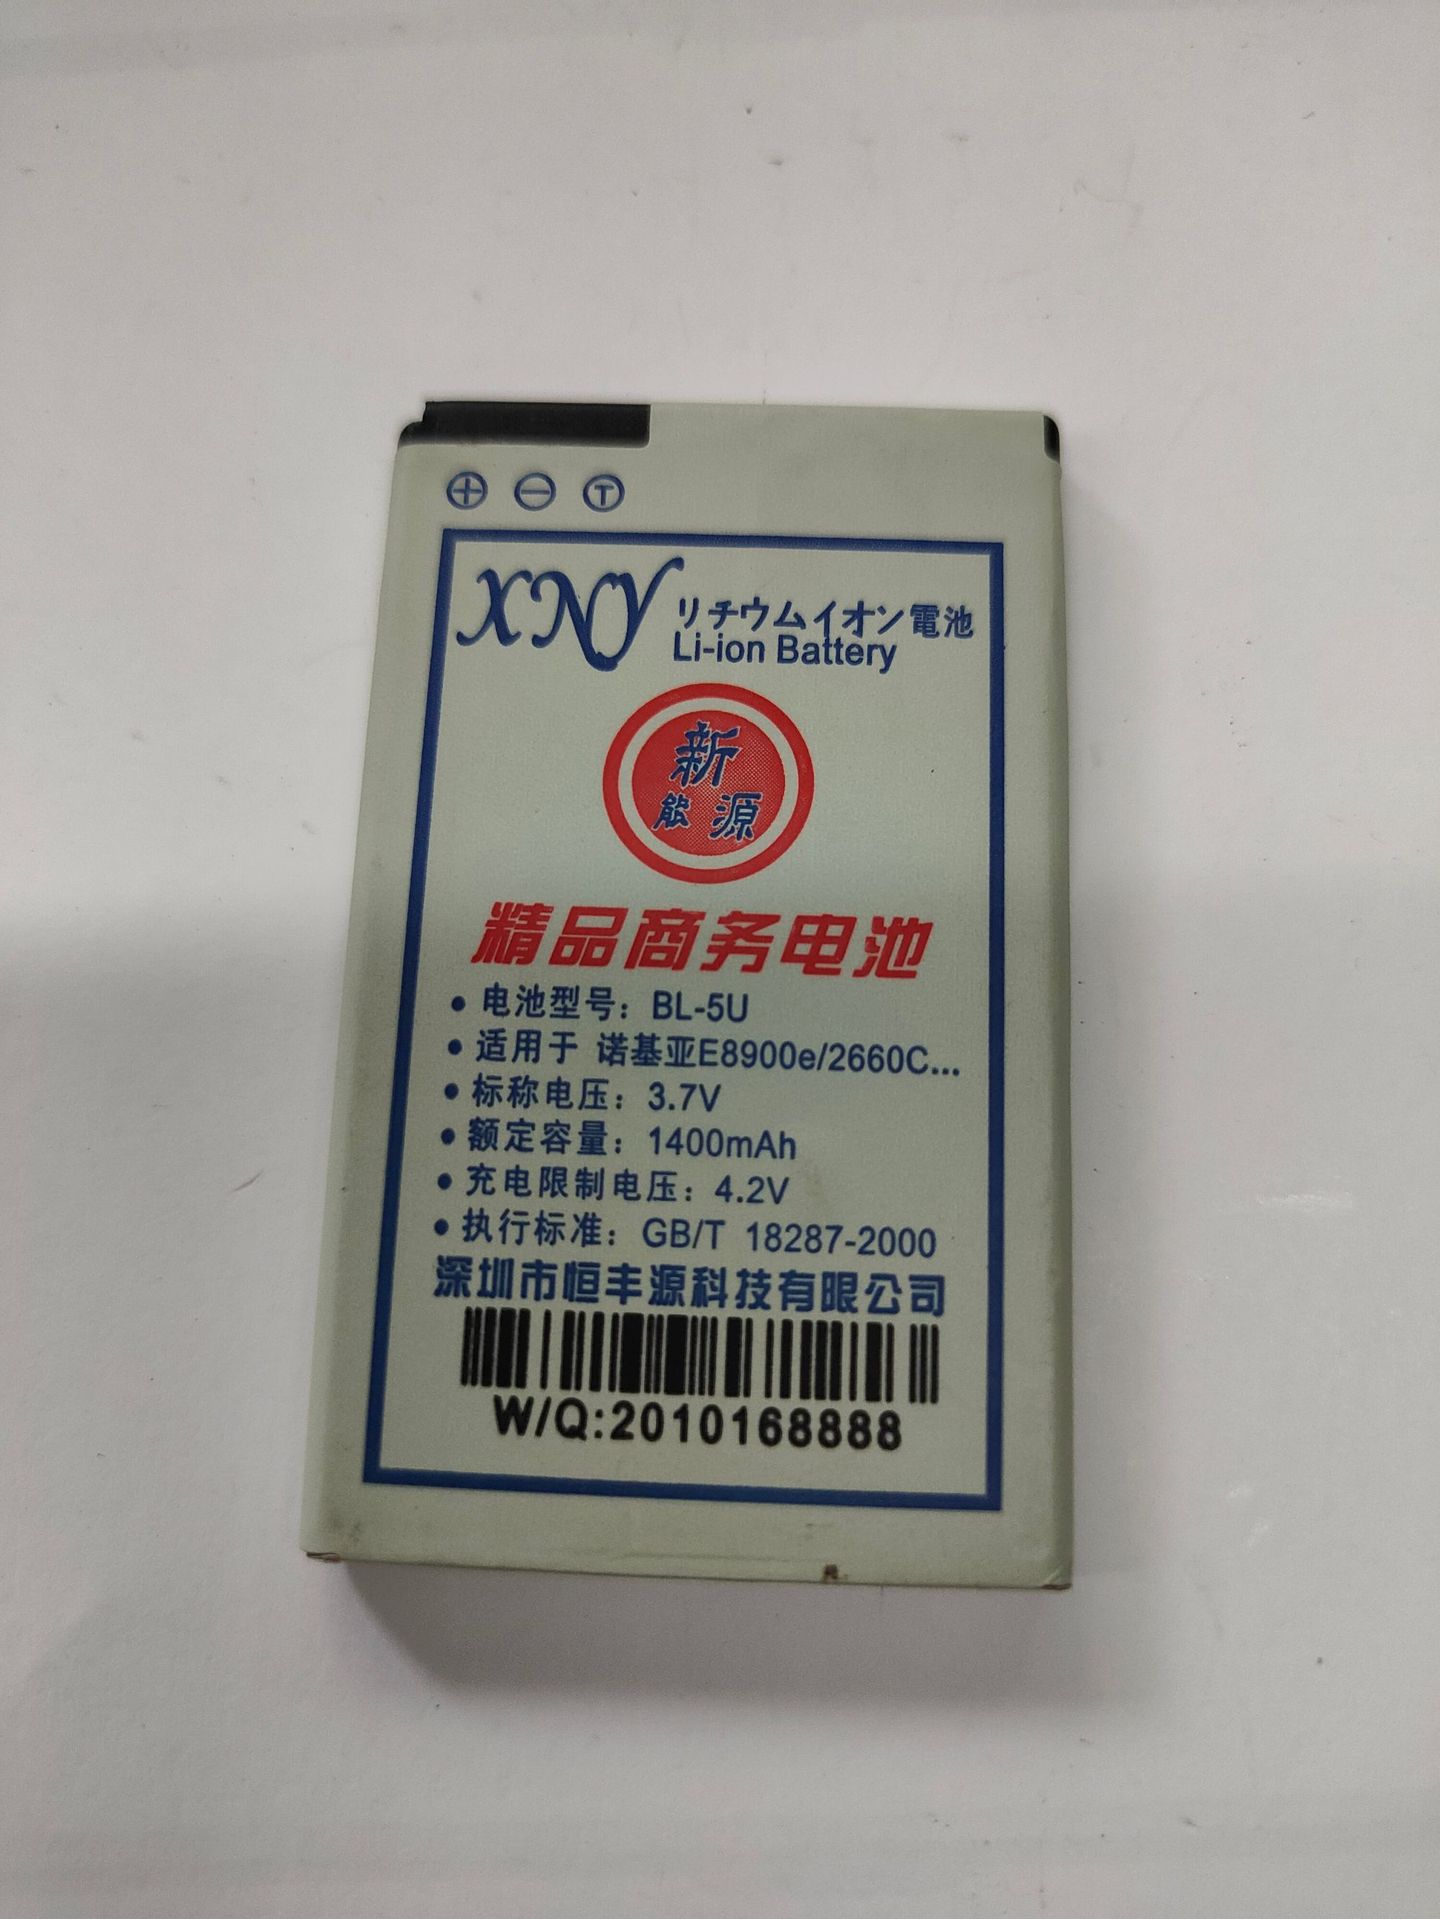 + - T
XNY リチウムイオン電池
Li-ion Battery
新
能源
精品商务电池
• 电池型号：BL-5U
• 适用于 诺基亚E8900e/2660C...
• 标称电压：3.7V
• 额定容量：1400mAh
• 充电限制电压：4.2V
• 执行标准：GB/T 18287-2000
深圳市恒丰源科技有限公司
W/Q:2010168888